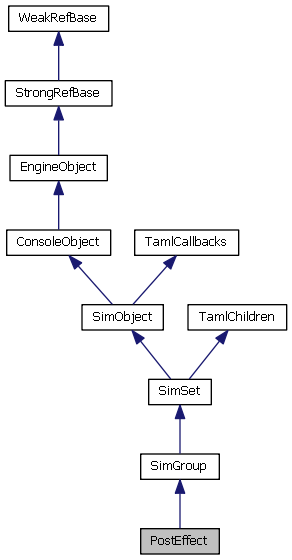 WeakRefBase
StrongRefBase
EngineObject
ConsoleObject
TamlCallbacks
SimObject
TamlChildren
SimSet
SimGroup
PostEffect